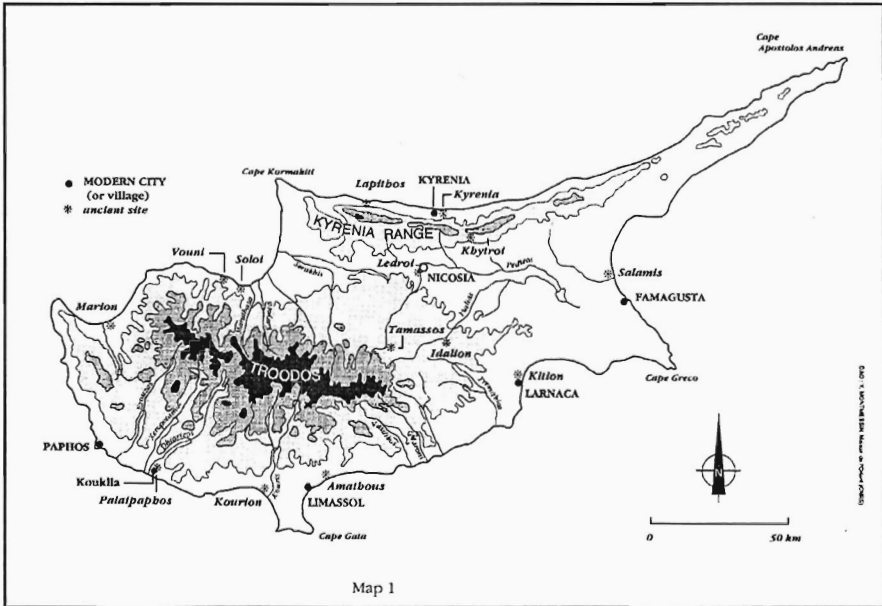 Cape
Apostolos Andreas
MODERN CITY
(or village)
ancient site
Cape Kormakiti
Lapithos
KYRENIA
Kyrenia
KYRENIA RANGE
Khytroi
Vouni
Soloi
Ledroi
NICOSIA
Salamis
FAMAGUSTA
Marion
Tamassos
Idalion
TROODOS
Kition
LARNACA
Cape Greco
PAPHOS
Kouklia
Palaipaphos
Kourion
Amathous
LIMASSOL
Cape Gata
N
0 50 km
Map 1